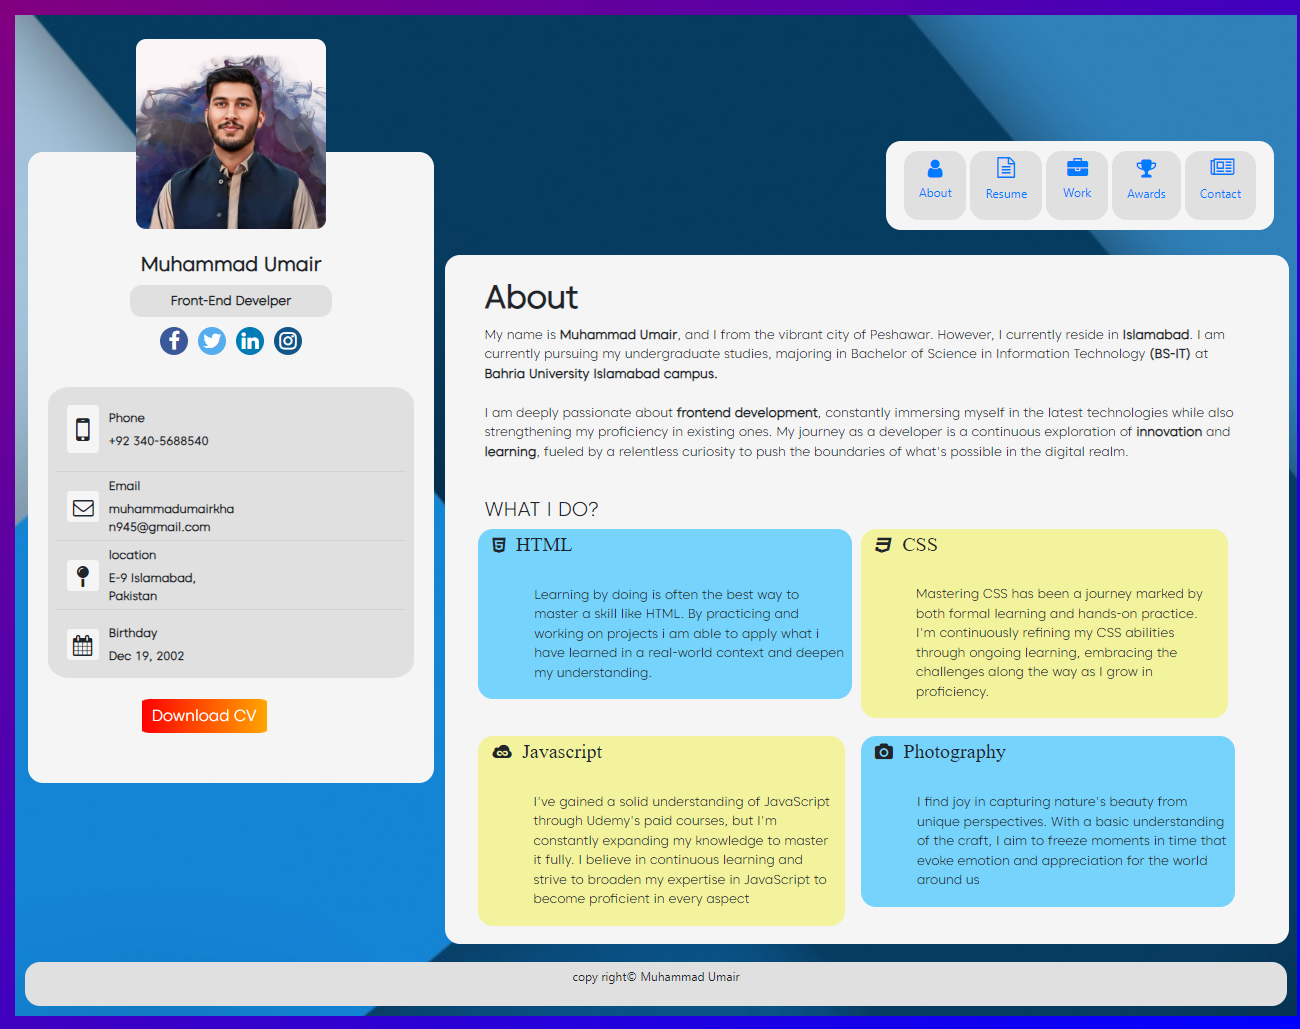 Muhammad Umair
Front-End Develper
Phone
+92 340-5688540
Email
muhammadumairkha
n945@gmail.com
location
E-9 Islamabad,
Pakistan
Birthday
Dec 19, 2002
Download CV
About
Resume
Work
Awards
Contact
About
My name is Muhammad Umair, and I from the vibrant city of Peshawar. However, I currently reside in Islamabad. I am
currently pursuing my undergraduate studies, majoring in Bachelor of Science in Information Technology (BS-IT) at
Bahria University Islamabad campus.
I am deeply passionate about frontend development, constantly immersing myself in the latest technologies while also
strengthening my proficiency in existing ones. My journey as a developer is a continuous exploration of innovation and
learning, fueled by a relentless curiosity to push the boundaries of what's possible in the digital realm.
WHAT I DO?
HTML
Learning by doing is often the best way to
master a skill like HTML. By practicing and
working on projects i am able to apply what i
have learned in a real-world context and deepen
my understanding.
CSS
Mastering CSS has been a journey marked by
both formal learning and hands-on practice.
I'm continuously refining my CSS abilities
through ongoing learning, embracing the
challenges along the way as I grow in
proficiency.
Javascript
I've gained a solid understanding of JavaScript
through Udemy's paid courses, but I'm
constantly expanding my knowledge to master
it fully. I believe in continuous learning and
strive to broaden my expertise in JavaScript to
become proficient in every aspect
Photography
I find joy in capturing nature's beauty from
unique perspectives. With a basic understanding
of the craft, I aim to freeze moments in time that
evoke emotion and appreciation for the world
around us
copy right© Muhammad Umair